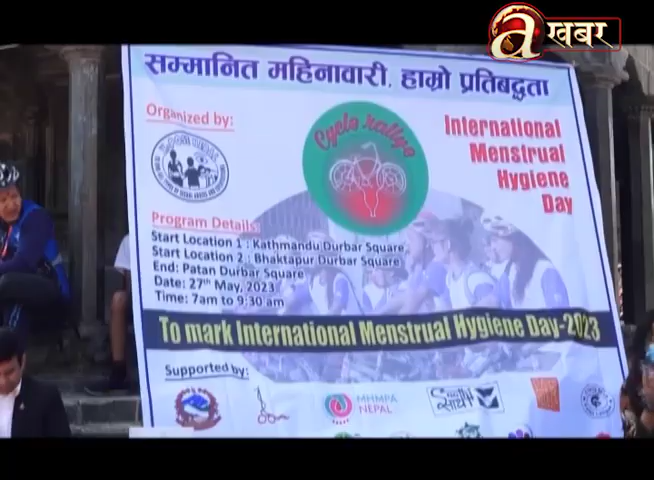 a खबर
सम्मानित महिनावारी, हाम्रो प्रतिबद्धता
Organized by:
Cyclo rallyo
International
Menstrual
Hygiene
Day
Program Details:
Start Location 1 : Kathmandu Durbar Square
Start Location 2 : Bhaktapur Durbar Square
End: Patan Durbar Square
Date: 27th May, 2023
Time: 7am to 9:30 am
To mark International Menstrual Hygiene Day-2023
Supported by:
MHMPA
NEPAL